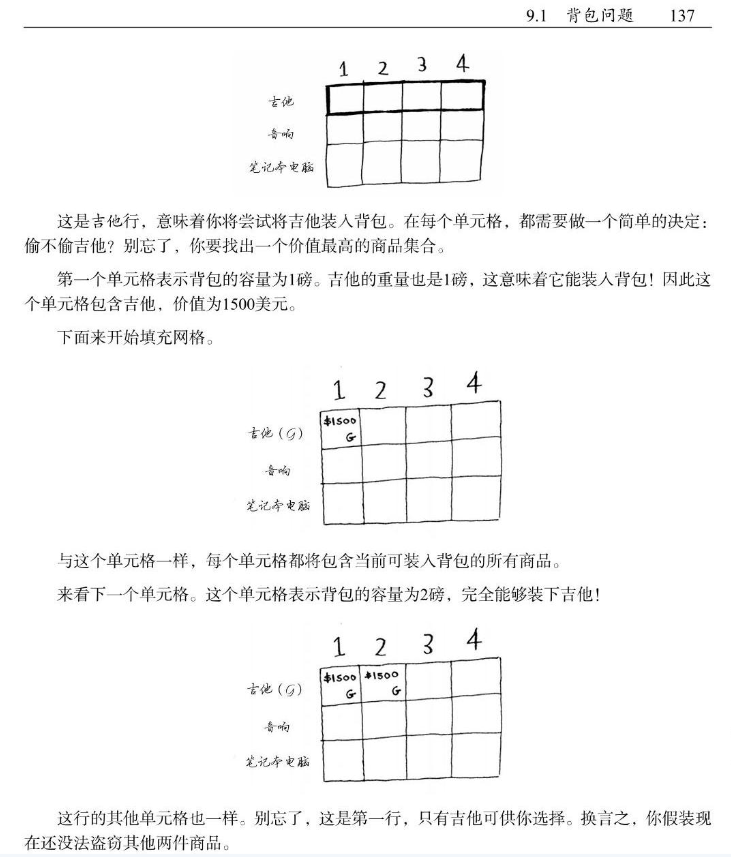 9.1 背包问题 137
1 2 3 4
吉他
音响
笔记本电脑
这是吉他行，意味着你将尝试将吉他装入背包。在每个单元格，都需要做一个简单的决定：
偷不偷吉他？别忘了，你要找出一个价值最高的商品集合。
第一个单元格表示背包的容量为1磅。吉他的重量也是1磅，这意味着它能装入背包！因此这
个单元格包含吉他，价值为1500美元。
下面来开始填充网格。
1 2 3 4
吉他(G) $1500 G
音响
笔记本电脑
与这个单元格一样，每个单元格都将包含当前可装入背包的所有商品。
来看下一个单元格。这个单元格表示背包的容量为2磅，完全能够装下吉他！
1 2 3 4
吉他(G) $1500 G $1500 G
音响
笔记本电脑
这行的其他单元格也一样。别忘了，这是第一行，只有吉他可供你选择。换言之，你假装现
在还没法盗窃其他两件商品。